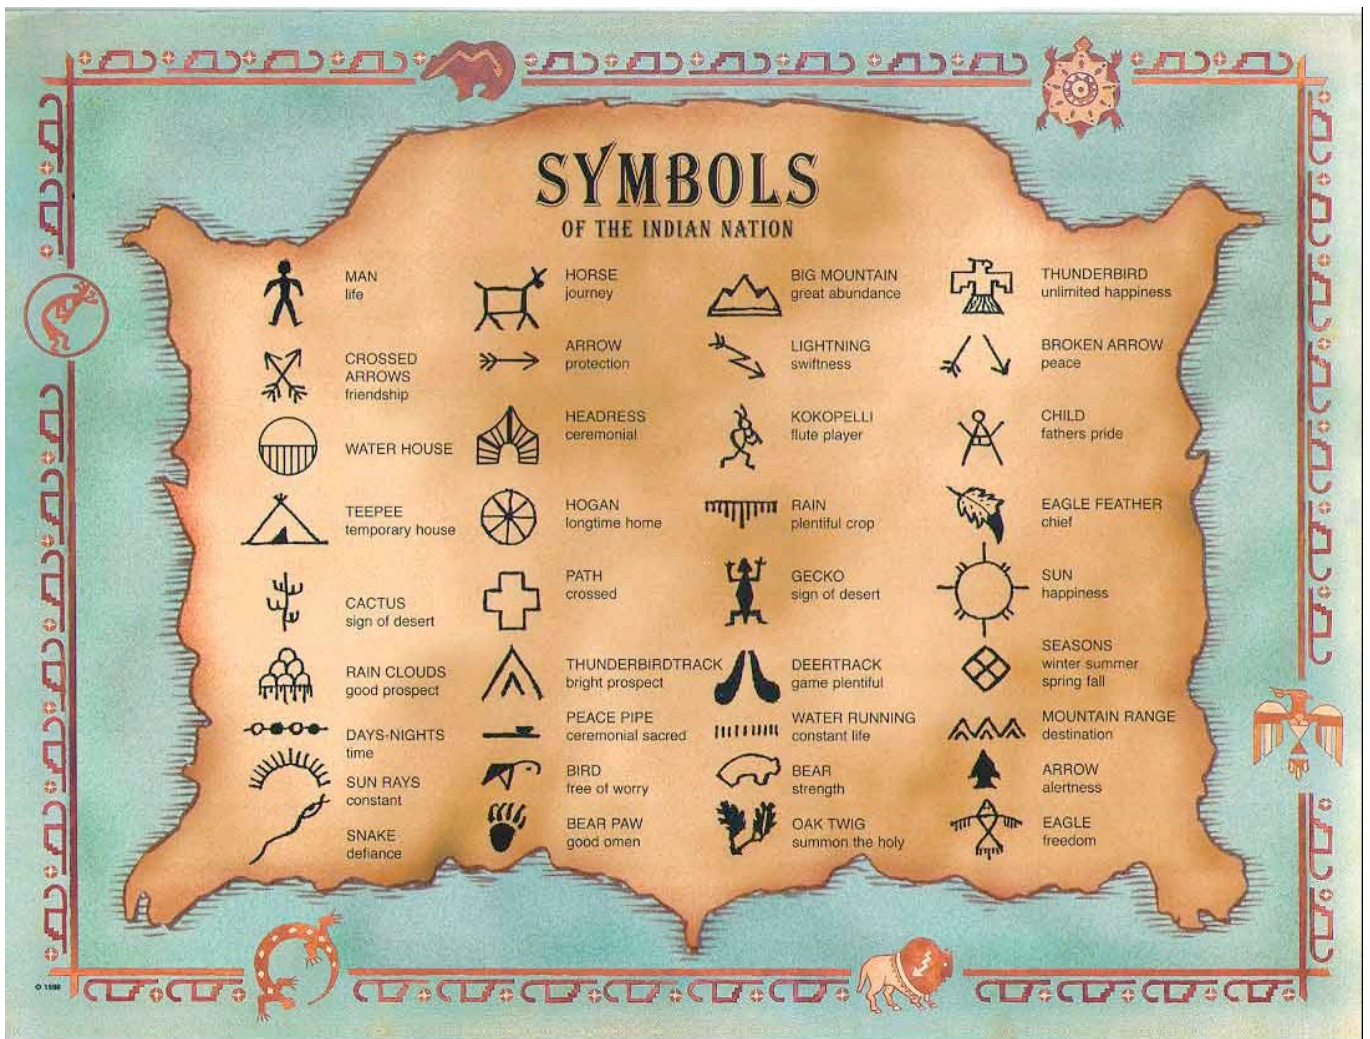 SYMBOLS
OF THE INDIAN NATION
MAN
life
CROSSED
ARROWS
friendship
WATER HOUSE
TEEPEE
temporary house
CACTUS
sign of desert
RAIN CLOUDS
good prospect
DAYS-NIGHTS
time
SUN RAYS
constant
SNAKE
defiance
HORSE
journey
ARROW
protection
HEADRESS
ceremonial
HOGAN
longtime home
PATH
crossed
THUNDERBIRDTRACK
bright prospect
PEACE PIPE
ceremonial sacred
BIRD
free of worry
BEAR PAW
good omen
BIG MOUNTAIN
great abundance
LIGHTNING
swiftness
KOKOPELLI
flute player
RAIN
plentiful crop
GECKO
sign of desert
DEERTRACK
game plentiful
WATER RUNNING
constant life
BEAR
strength
OAK TWIG
summon the holy
THUNDERBIRD
unlimited happiness
BROKEN ARROW
peace
CHILD
fathers pride
EAGLE FEATHER
chief
SUN
happiness
SEASONS
winter summer
spring fall
MOUNTAIN RANGE
destination
ARROW
alertness
EAGLE
freedom